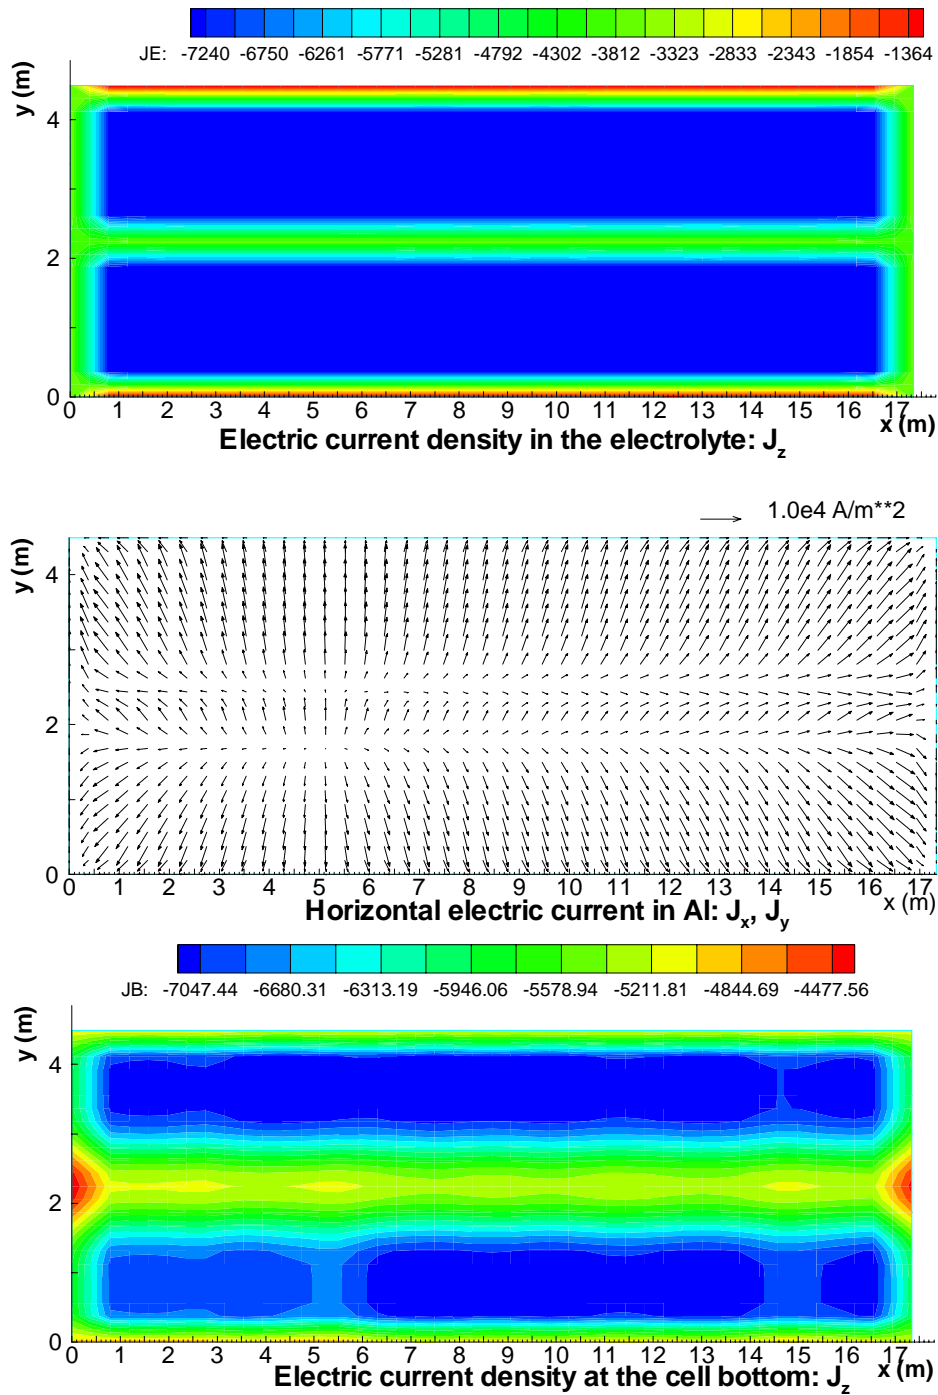 JE: -7240 -6750 -6261 -5771 -5281 -4792 -4302 -3812 -3323 -2833 -2343 -1854 -1364
y (m)
4
2
0
0 1 2 3 4 5 6 7 8 9 10 11 12 13 14 15 16 17
x (m)
Electric current density in the electrolyte: Jz
1.0e4 A/m**2
y (m)
4
2
0
0 1 2 3 4 5 6 7 8 9 10 11 12 13 14 15 16 17
x (m)
Horizontal electric current in Al: Jx, Jy
JB: -7047.44 -6680.31 -6313.19 -5946.06 -5578.94 -5211.81 -4844.69 -4477.56
y (m)
4
2
0
0 1 2 3 4 5 6 7 8 9 10 11 12 13 14 15 16 17
x (m)
Electric current density at the cell bottom: Jz